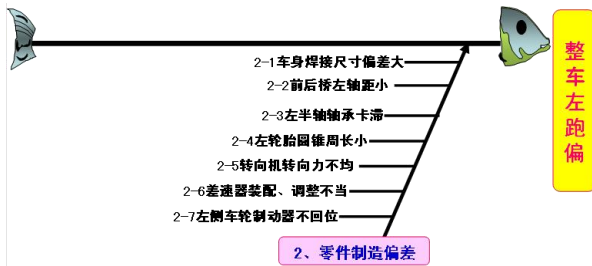 2-1车身焊接尺寸偏差大
2-2前后桥左轴距小
2-3左半轴轴承卡滞
2-4左轮胎圆锥周长小
2-5转向机转向力不均
2-6差速器装配、调整不当
2-7左侧车轮制动器不回位
2、零件制造偏差
整车左跑偏